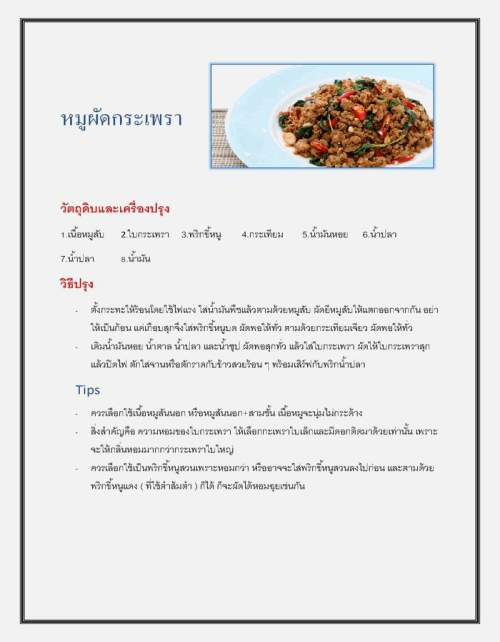 หมูผัดกระเพรา
วัตถุดิบและเครื่องปรุง
1.เนื้อหมูสับ 2.ใบกระเพรา 3.พริกขี้หนู 4.กระเทียม 5.น้ำมันหอย 6.น้ำปลา
7.น้ำปลา 8.น้ำมัน
วิธีปรุง
- ตั้งกระทะให้ร้อนโดยใช้ไฟแรง ใส่น้ำมันพืชแล้วตามด้วยหมูสับ ผัดยีหมูสับให้แตกออกจากกัน อย่า
ให้เป็นก้อน แค่เกือบสุกจึงใส่พริกขี้หนูบด ผัดพอให้ทั่ว ตามด้วยกระเทียมเจียว ผัดพอให้ทั่ว
- เติมน้ำมันหอย น้ำตาล น้ำปลา และน้ำซุป ผัดพอสุกทั่ว แล้วใส่ใบกระเพรา ผัดให้ใบกระเพราสุก
แล้วปิดไฟ ตักใส่จานหรือตักราดกับข้าวสวยร้อน ๆ พร้อมเสิร์ฟกับพริกน้ำปลา
Tips
- ควรเลือกใช้เนื้อหมูสันนอก หรือหมูสันนอก+สามชั้น เนื้อหมูจะนุ่มไม่กระด้าง
- สิ่งสำคัญคือ ความหอมของใบกระเพรา ให้เลือกกะเพราใบเล็กและมีดอกติดมาด้วยเท่านั้น เพราะ
จะให้กลิ่นหอมมากกว่ากระเพราใบใหญ่
- ควรเลือกใช้เป็นพริกขี้หนูสวนเพราะหอมกว่า หรืออาจจะใส่พริกขี้หนูสวนลงไปก่อน และตามด้วย
พริกขี้หนูแดง ( ที่ใช้ตำส้มตำ ) ก็ได้ ก็จะผัดได้หอมฉุยเช่นกัน